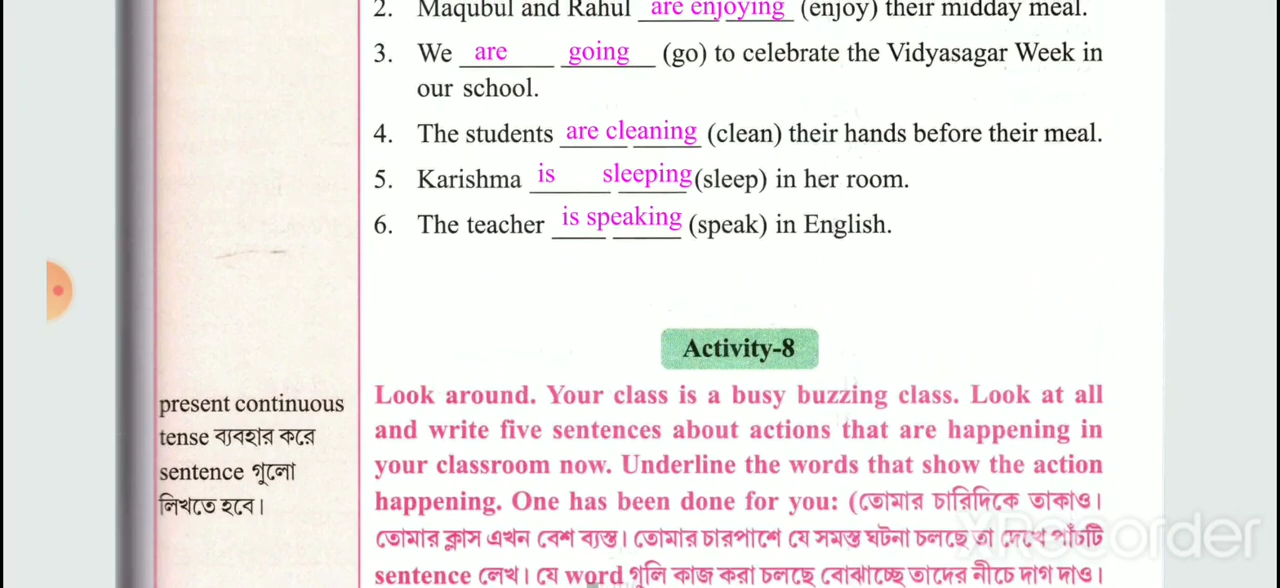 2. Maqubul and Rahul are enjoying (enjoy) their midday meal.
3. We are going (go) to celebrate the Vidyasagar Week in
our school.
4. The students are cleaning (clean) their hands before their meal.
5. Karishma is sleeping (sleep) in her room.
6. The teacher is speaking (speak) in English.
Activity-8
present continuous
tense ব্যবহার করে
sentence গুলো
লিখতে হবে।
Look around. Your class is a busy buzzing class. Look at all
and write five sentences about actions that are happening in
your classroom now. Underline the words that show the action
happening. One has been done for you: (তোমার চারিদিকে তাকাও।
তোমার ক্লাস এখন বেশ ব্যস্ত। তোমার চারপাশে যে সমস্ত ঘটনা চলছে তা দেখে পাঁচটি
sentence লেখ। যে word গুলি কাজ করা চলছে বোঝাচ্ছে তাদের নীচে দাগ দাও।
XRecorder